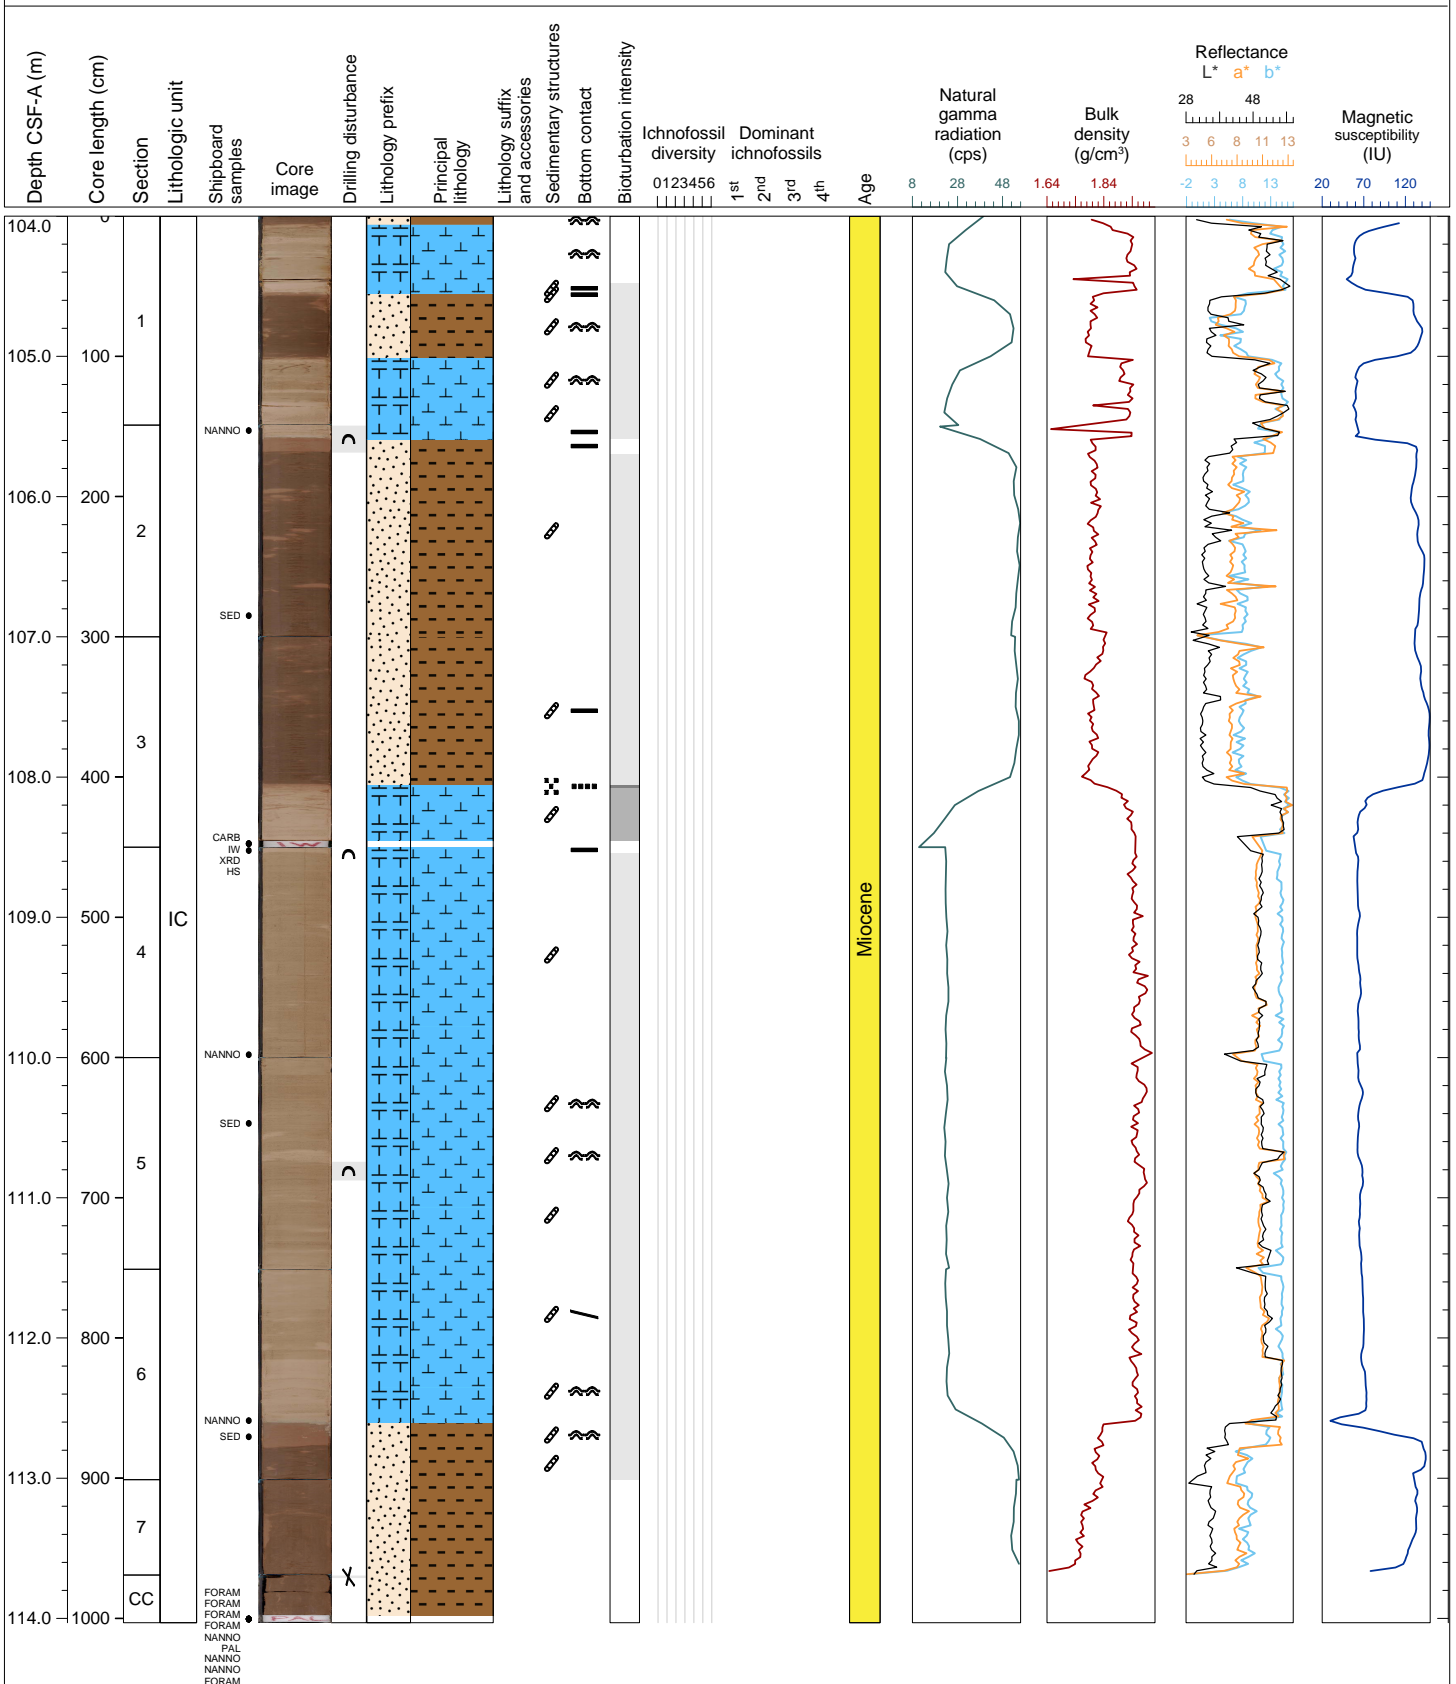 Depth CSF-A (m)
Core length (cm)
Section
Lithologic unit
Shipboard
samples
Core
image
Drilling disturbance
Lithology prefix
Principal
lithology
Lithology suffix
and accessories
Sedimentary structures
Bottom contact
Bioturbation intensity
Ichnofossil
diversity
0123456
Dominant
ichnofossils
1st
2nd
3rd
4th
Age
Natural
gamma
radiation
(cps)
8 28 48
Bulk
density
(g/cm³)
1.64 1.84
Reflectance
L* a* b*
28 48
3 6 8 11 13
-2 3 8 13
Magnetic
susceptibility
(IU)
20 70 120
104.0
105.0
106.0
107.0
108.0
109.0
110.0
111.0
112.0
113.0
114.0
0
100
200
300
400
500
600
700
800
900
1000
1
2
3
4
5
6
7
CC
IC
NANNO
SED
CARB
IW
XRD
HS
NANNO
SED
NANNO
SED
FORAM
FORAM
FORAM
FORAM
NANNO
PAL
NANNO
NANNO
FORAM
IW
PAL
Miocene